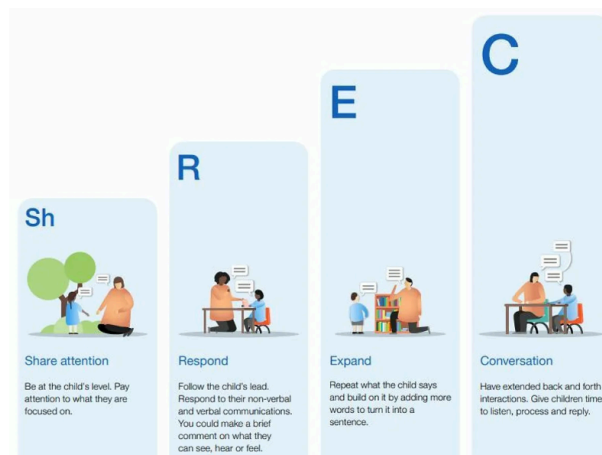 Sh
Share attention
Be at the child's level. Pay
attention to what they are
focused on.
R
Respond
Follow the child's lead.
Respond to their non-verbal
and verbal communications.
You could make a brief
comment on what they
can see, hear or feel.
E
Expand
Repeat what the child says
and build on it by adding more
words to turn it into a
sentence.
C
Conversation
Have extended back and forth
interactions. Give children time
to listen, process and reply.